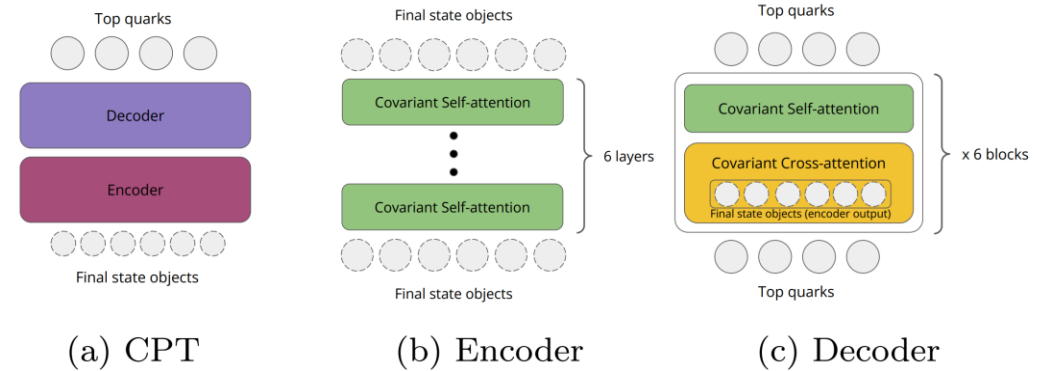 Top quarks
Decoder
Encoder
Final state objects
(a) CPT
Final state objects
Covariant Self-attention
Covariant Self-attention
6 layers
Final state objects
(b) Encoder
Top quarks
Covariant Self-attention
Covariant Cross-attention
Final state objects (encoder output)
x 6 blocks
Top quarks
(c) Decoder